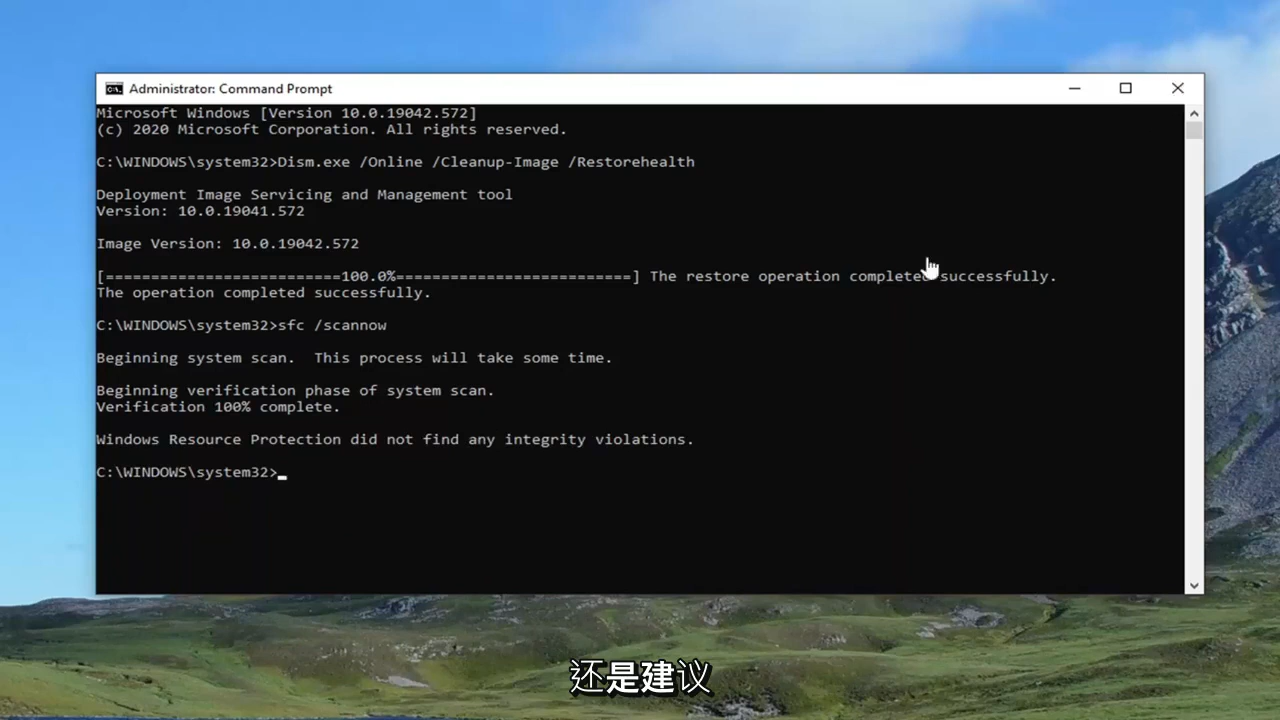 Administrator: Command Prompt
Microsoft Windows [Version 10.0.19042.572]
(c) 2020 Microsoft Corporation. All rights reserved.
C:\WINDOWS\system32>Dism.exe /Online /Cleanup-Image /Restorehealth
Deployment Image Servicing and Management tool
Version: 10.0.19041.572
Image Version: 10.0.19042.572
[==========================100.0%==========================] The restore operation completed successfully.
The operation completed successfully.
C:\WINDOWS\system32>sfc /scannow
Beginning system scan.  This process will take some time.
Beginning verification phase of system scan.
Verification 100% complete.
Windows Resource Protection did not find any integrity violations.
C:\WINDOWS\system32>_
还是建议